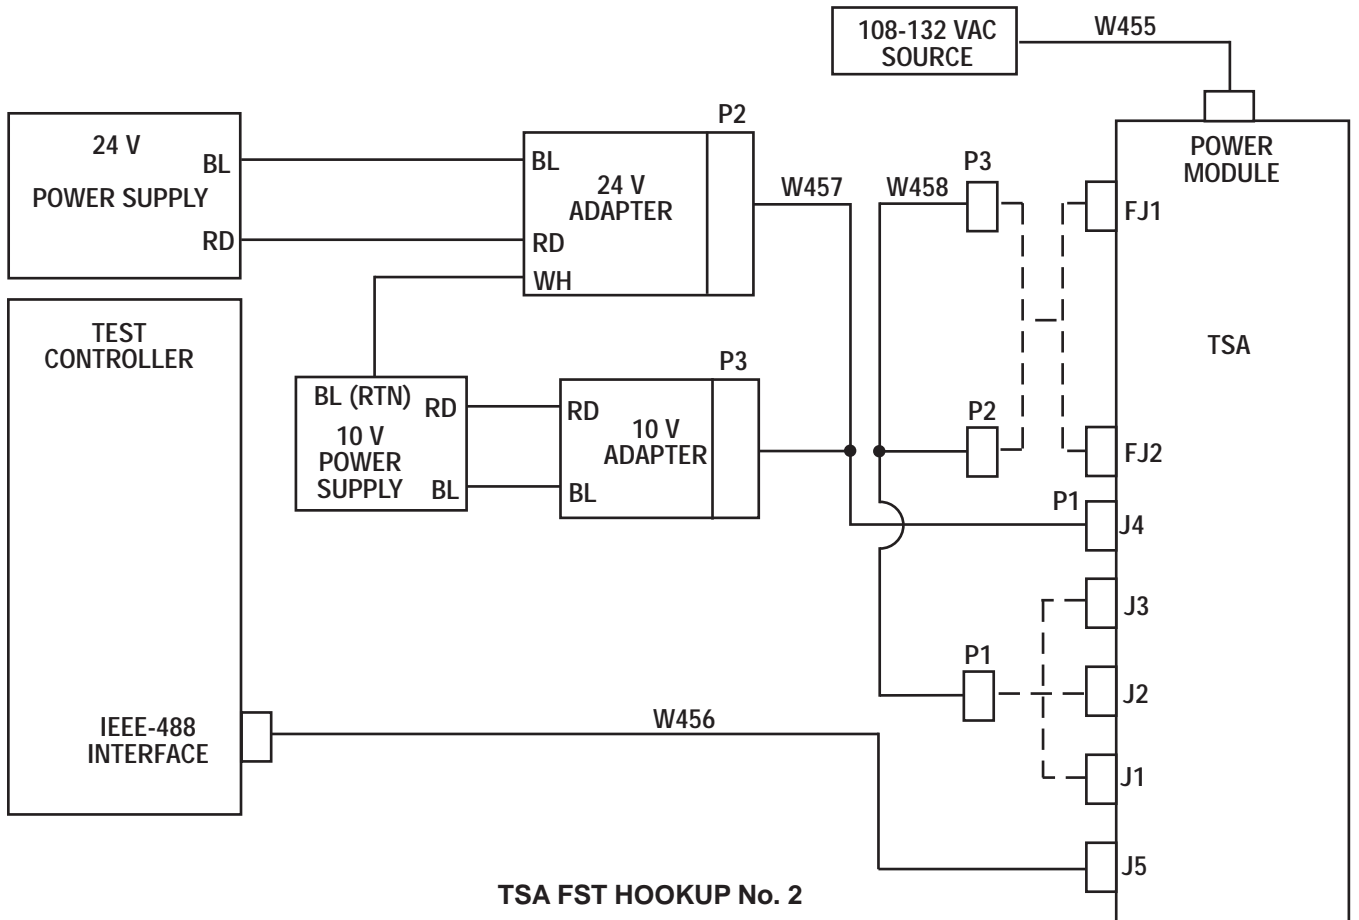 108-132 VAC
SOURCE
W455
POWER
MODULE
TSA
24 V
POWER SUPPLY
BL
RD
P2
BL
24 V
ADAPTER
RD
WH
W457
W458
P3
FJ1
TEST
CONTROLLER
BL (RTN)
RD
10 V
POWER
SUPPLY
BL
P3
RD
10 V
ADAPTER
BL
P2
FJ2
P1
J4
J3
P1
J2
J1
IEEE-488
INTERFACE
W456
J5
TSA FST HOOKUP No. 2